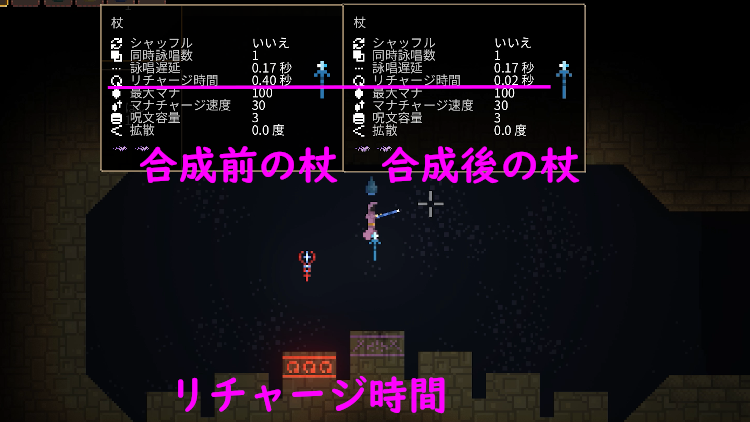 杖
シャッフル いいえ
同時詠唱数 1
詠唱遅延 0.17 秒
リチャージ時間 0.40 秒
最大マナ 100
マナチャージ速度 30
呪文容量 3
拡散 0.0 度
杖
シャッフル いいえ
同時詠唱数 1
詠唱遅延 0.17 秒
リチャージ時間 0.02 秒
最大マナ 100
マナチャージ速度 30
呪文容量 3
拡散 0.0 度
合成前の杖 合成後の杖
リチャージ時間